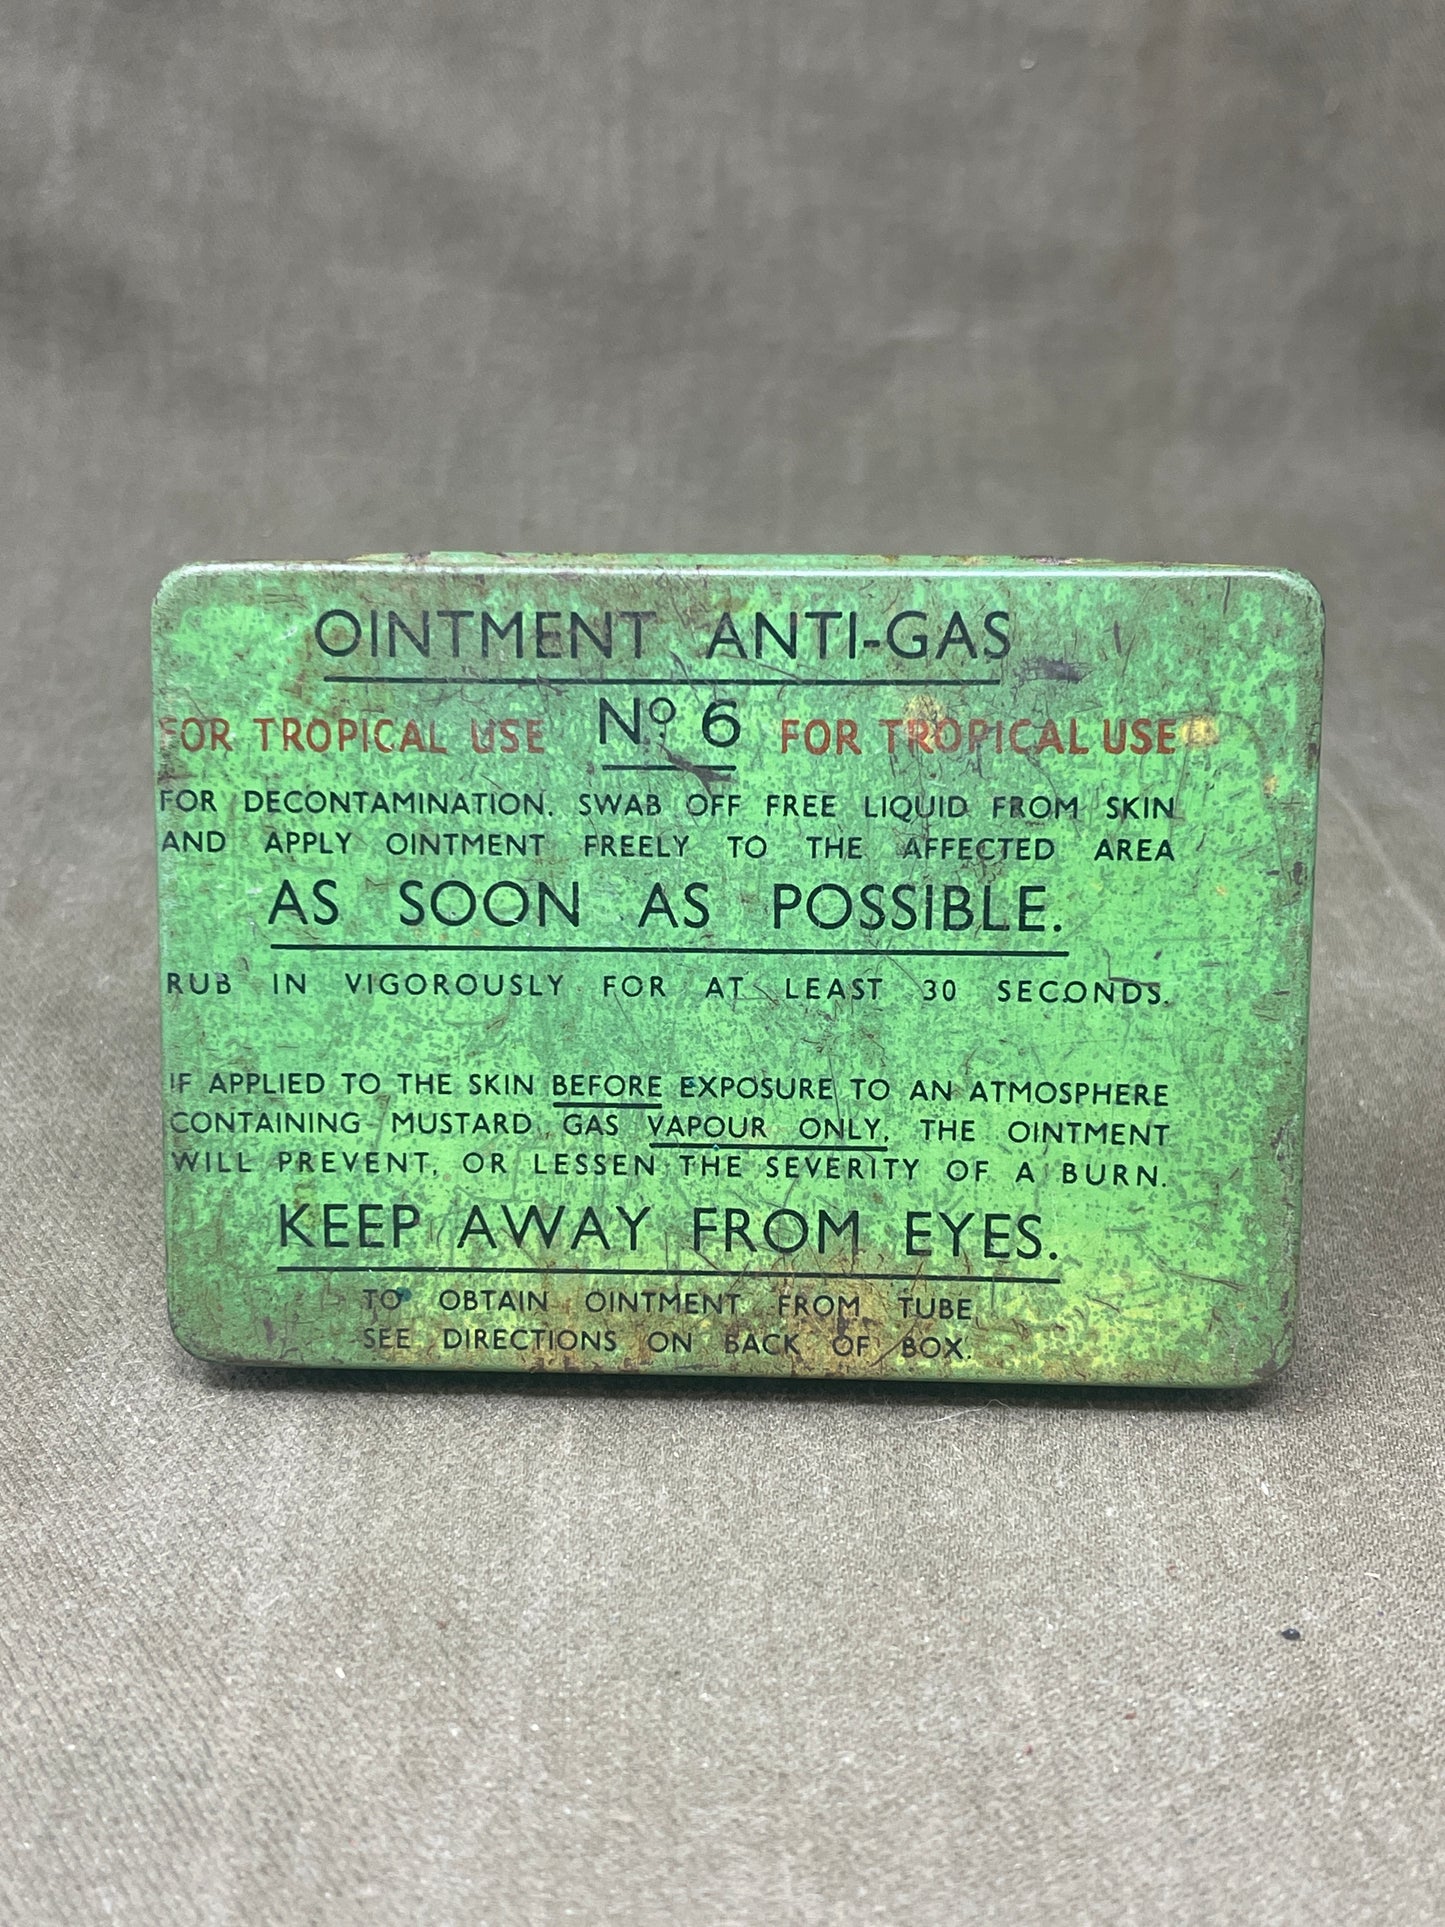 OINTMENT ANTI-GAS
FOR TROPICAL USE Nº 6 FOR TROPICAL USE
FOR DECONTAMINATION. SWAB OFF FREE LIQUID FROM SKIN
AND APPLY OINTMENT FREELY TO THE AFFECTED AREA
AS SOON AS POSSIBLE.
RUB IN VIGOROUSLY FOR AT LEAST 30 SECONDS.
IF APPLIED TO THE SKIN BEFORE EXPOSURE TO AN ATMOSPHERE
CONTAINING MUSTARD GAS VAPOUR ONLY, THE OINTMENT
WILL PREVENT, OR LESSEN THE SEVERITY OF A BURN.
KEEP AWAY FROM EYES.
TO OBTAIN OINTMENT FROM TUBE
SEE DIRECTIONS ON BACK OF BOX.